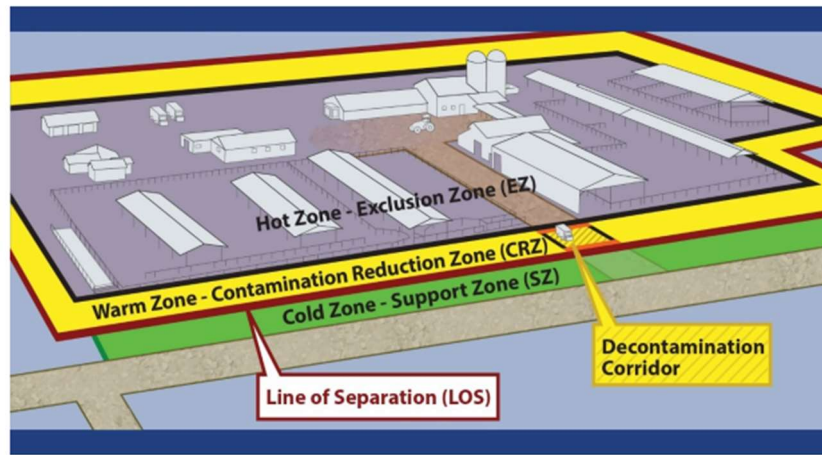 Hot Zone - Exclusion Zone (EZ)
Warm Zone - Contamination Reduction Zone (CRZ)
Cold Zone - Support Zone (SZ)
Decontamination
Corridor
Line of Separation (LOS)